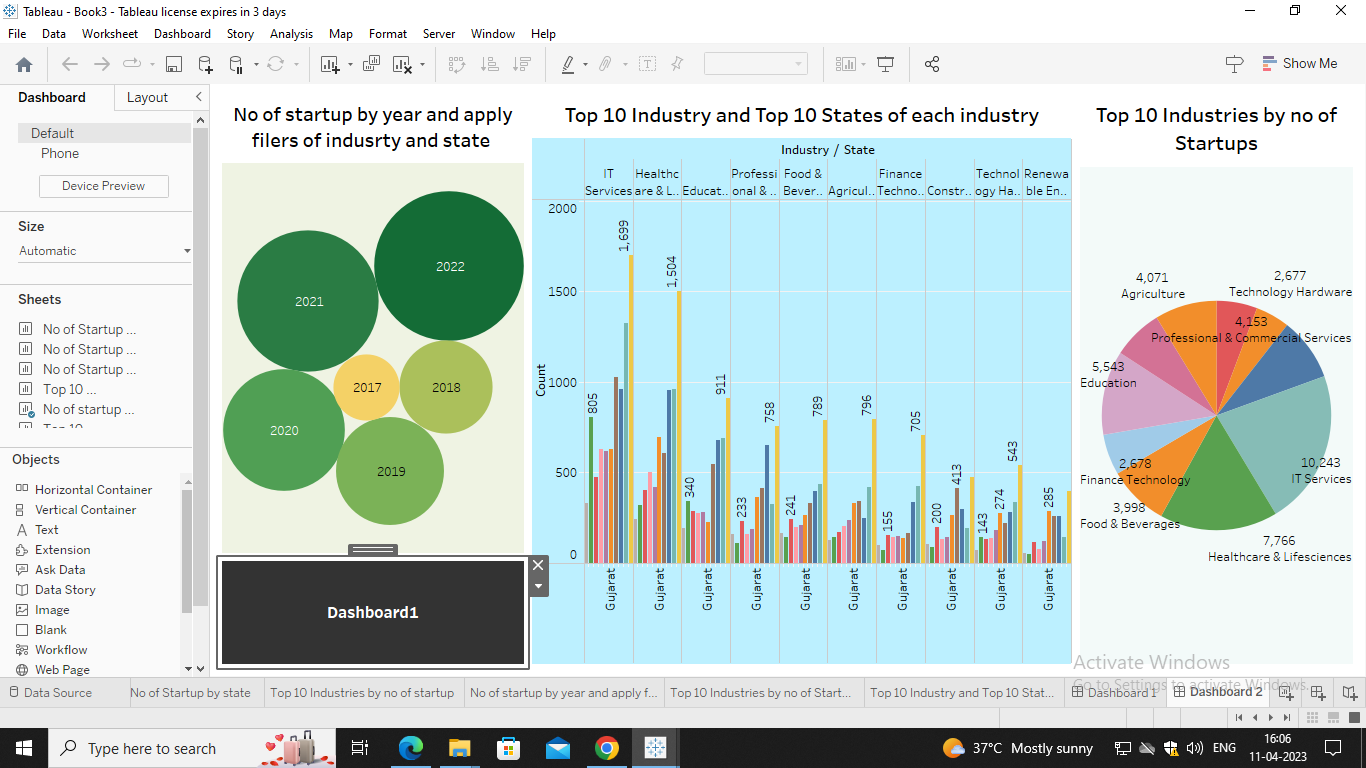 Tableau - Book3 - Tableau license expires in 3 days
File Data Worksheet Dashboard Story Analysis Map Format Server Window Help
Show Me
Dashboard Layout
Default
Phone
Device Preview
Size
Automatic
Sheets
No of Startup ...
No of Startup ...
No of Startup ...
Top 10 ...
No of startup ...
Objects
Horizontal Container
Vertical Container
Text
Extension
Ask Data
Data Story
Image
Blank
Workflow
Web Page
No of startup by year and apply
filers of indusrty and state
2022
2021
2017
2018
2020
2019
Dashboard1
Top 10 Industry and Top 10 States of each industry
Industry / State
IT Healthc Professi Food & Finance Technol Renewa
Services are & L.. Educat.. onal & .. Bever.. Agricul.. Techno.. Constr.. ogy Ha.. ble En..
Count
2000
1500
1000
500
0
805
1,699
1,504
340
911
233
758
241
789
796
155
705
200
413
143
274
543
285
Gujarat Gujarat Gujarat Gujarat Gujarat Gujarat Gujarat Gujarat Gujarat Gujarat
Top 10 Industries by no of
Startups
4,071
Agriculture
2,677
Technology Hardware
4,153
Professional & Commercial Services
5,543
Education
10,243
IT Services
2,678
Finance Technology
3,998
Food & Beverages
7,766
Healthcare & Lifesciences
Activate Windows
Go to Settings to activate Windows.
Data Source No of Startup by state Top 10 Industries by no of startup No of startup by year and apply f... Top 10 Industries by no of Start... Top 10 Industry and Top 10 Stat... Dashboard 1 Dashboard 2
Type here to search
37°C Mostly sunny
ENG
16:06
11-04-2023